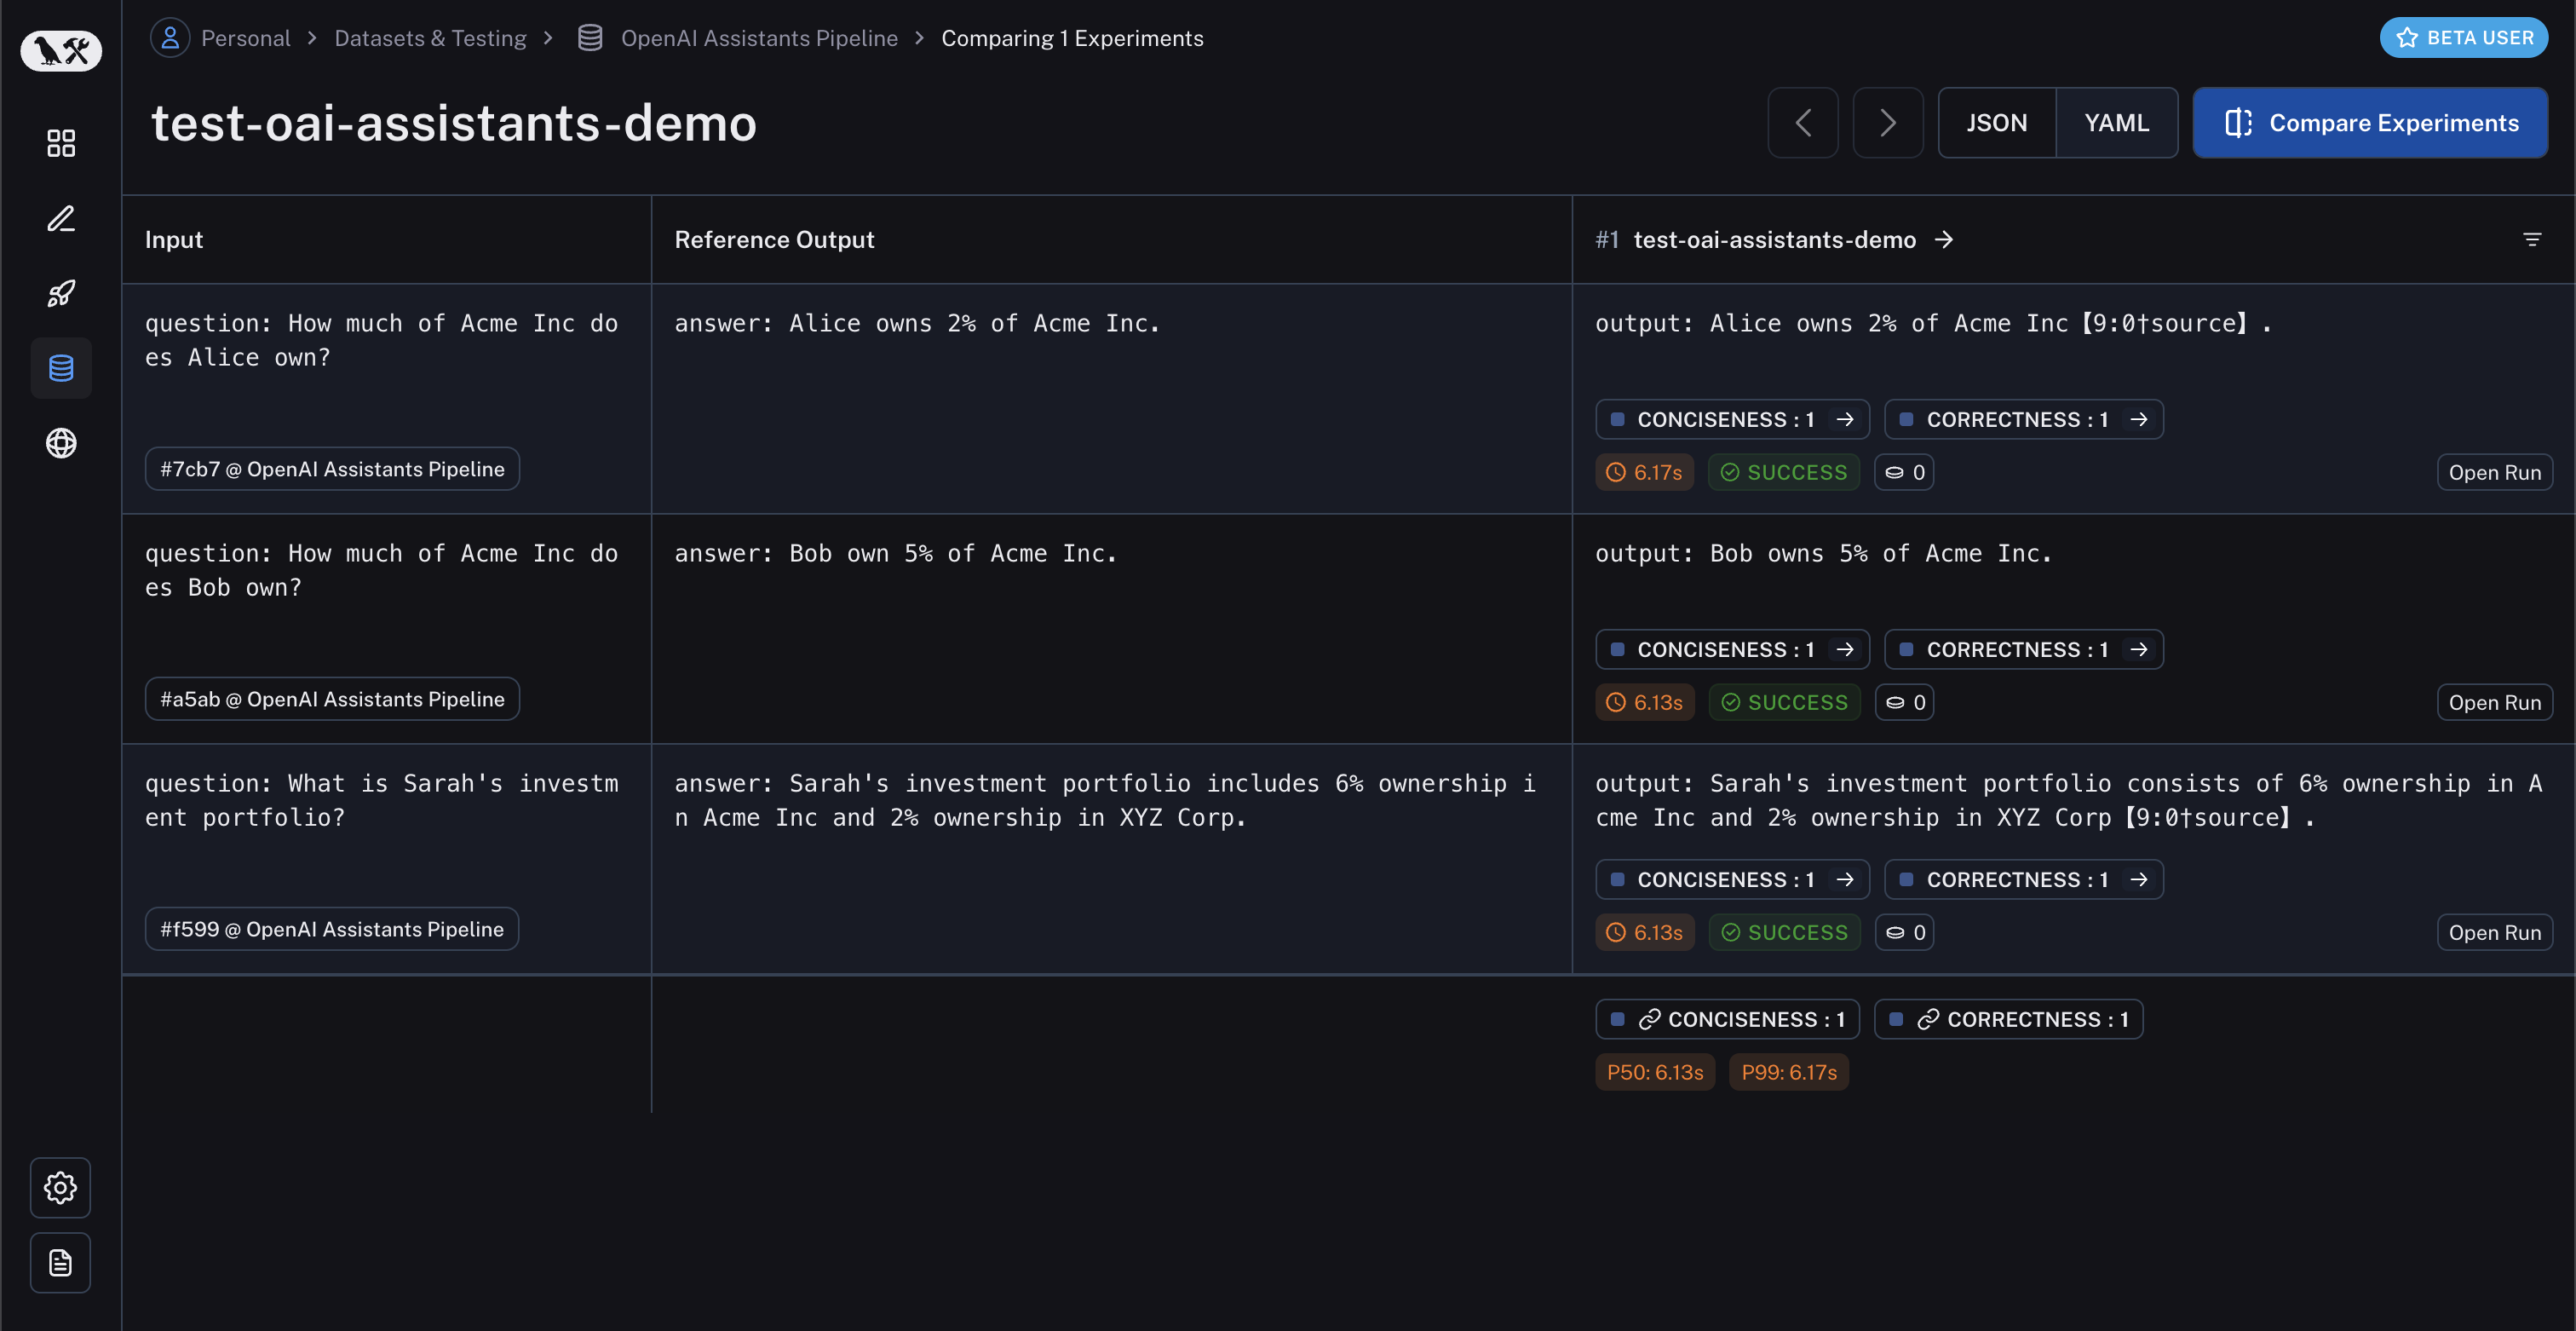 Personal > Datasets & Testing > OpenAI Assistants Pipeline > Comparing 1 Experiments
BETA USER
test-oai-assistants-demo
JSON
YAML
Compare Experiments
Input
Reference Output
#1 test-oai-assistants-demo →
question: How much of Acme Inc do
es Alice own?
#7cb7 @ OpenAI Assistants Pipeline
answer: Alice owns 2% of Acme Inc.
output: Alice owns 2% of Acme Inc【9:0†source】.
CONCISENESS : 1 →
CORRECTNESS : 1 →
6.17s
SUCCESS
0
Open Run
question: How much of Acme Inc do
es Bob own?
#a5ab @ OpenAI Assistants Pipeline
answer: Bob own 5% of Acme Inc.
output: Bob owns 5% of Acme Inc.
CONCISENESS : 1 →
CORRECTNESS : 1 →
6.13s
SUCCESS
0
Open Run
question: What is Sarah's investm
ent portfolio?
#f599 @ OpenAI Assistants Pipeline
answer: Sarah's investment portfolio includes 6% ownership i
n Acme Inc and 2% ownership in XYZ Corp.
output: Sarah's investment portfolio consists of 6% ownership in A
cme Inc and 2% ownership in XYZ Corp【9:0†source】.
CONCISENESS : 1 →
CORRECTNESS : 1 →
6.13s
SUCCESS
0
Open Run
CONCISENESS : 1
CORRECTNESS : 1
P50: 6.13s
P99: 6.17s